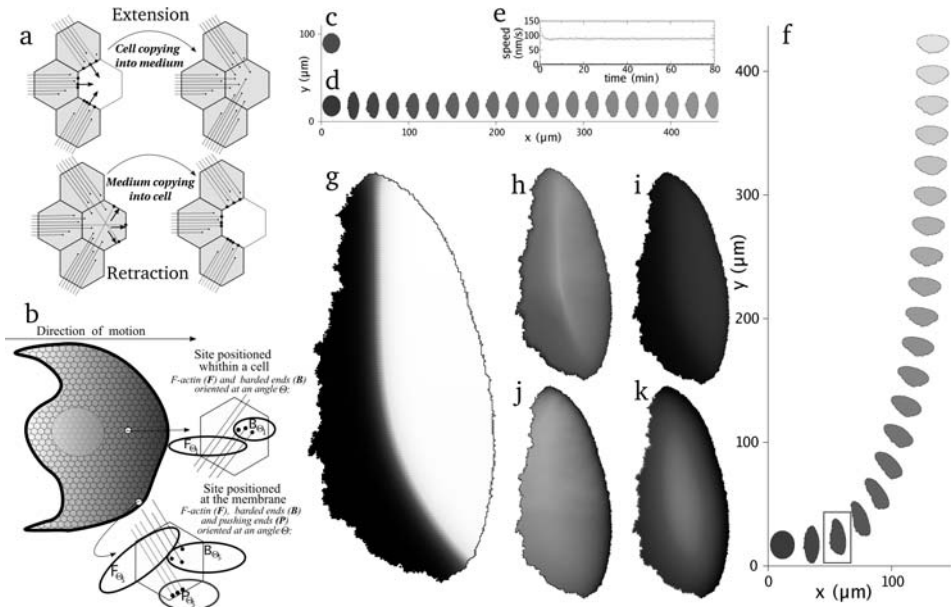 a
Extension
Cell copying
into medium
Medium copying
into cell
Retraction
b
Direction of motion
Site positioned
whithin a cell
F-actin (F) and barded ends (B)
oriented at an angle Θ:
F
B
Site positioned
at the membrane
F-actin (F), barded ends (B)
and pushing ends (P)
oriented at an angle Θ:
F
B
P
c
100
y (µm)
d
0
0
100
200
300
400
x (µm)
e
speed
nm/s
150
100
50
0
0
20
40
60
80
time (min)
f
400
300
200
100
0
y (µm)
0
100
x (µm)
g
h
i
j
k